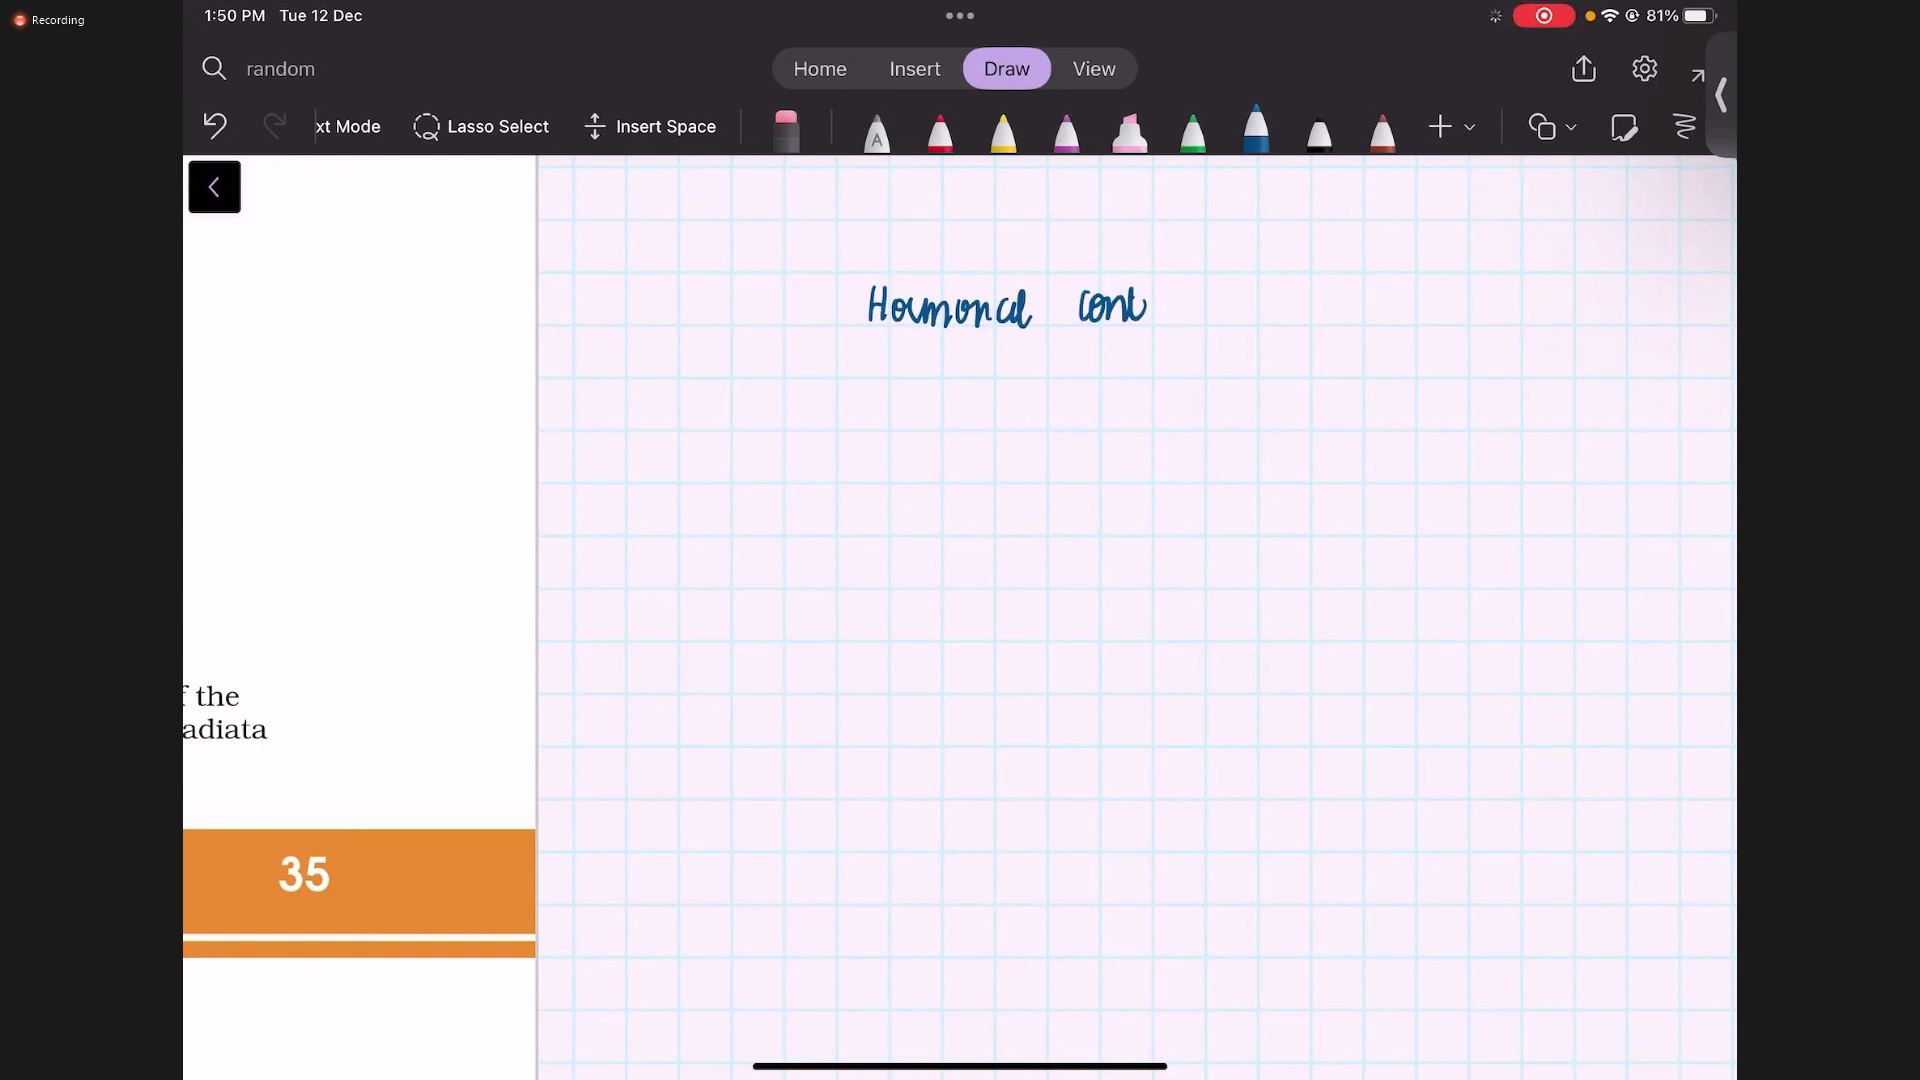 Recording
1:50 PM Tue 12 Dec
81%
random
Home Insert Draw View
xt Mode Lasso Select Insert Space
A
Hormonal cont
f the
adiata
35